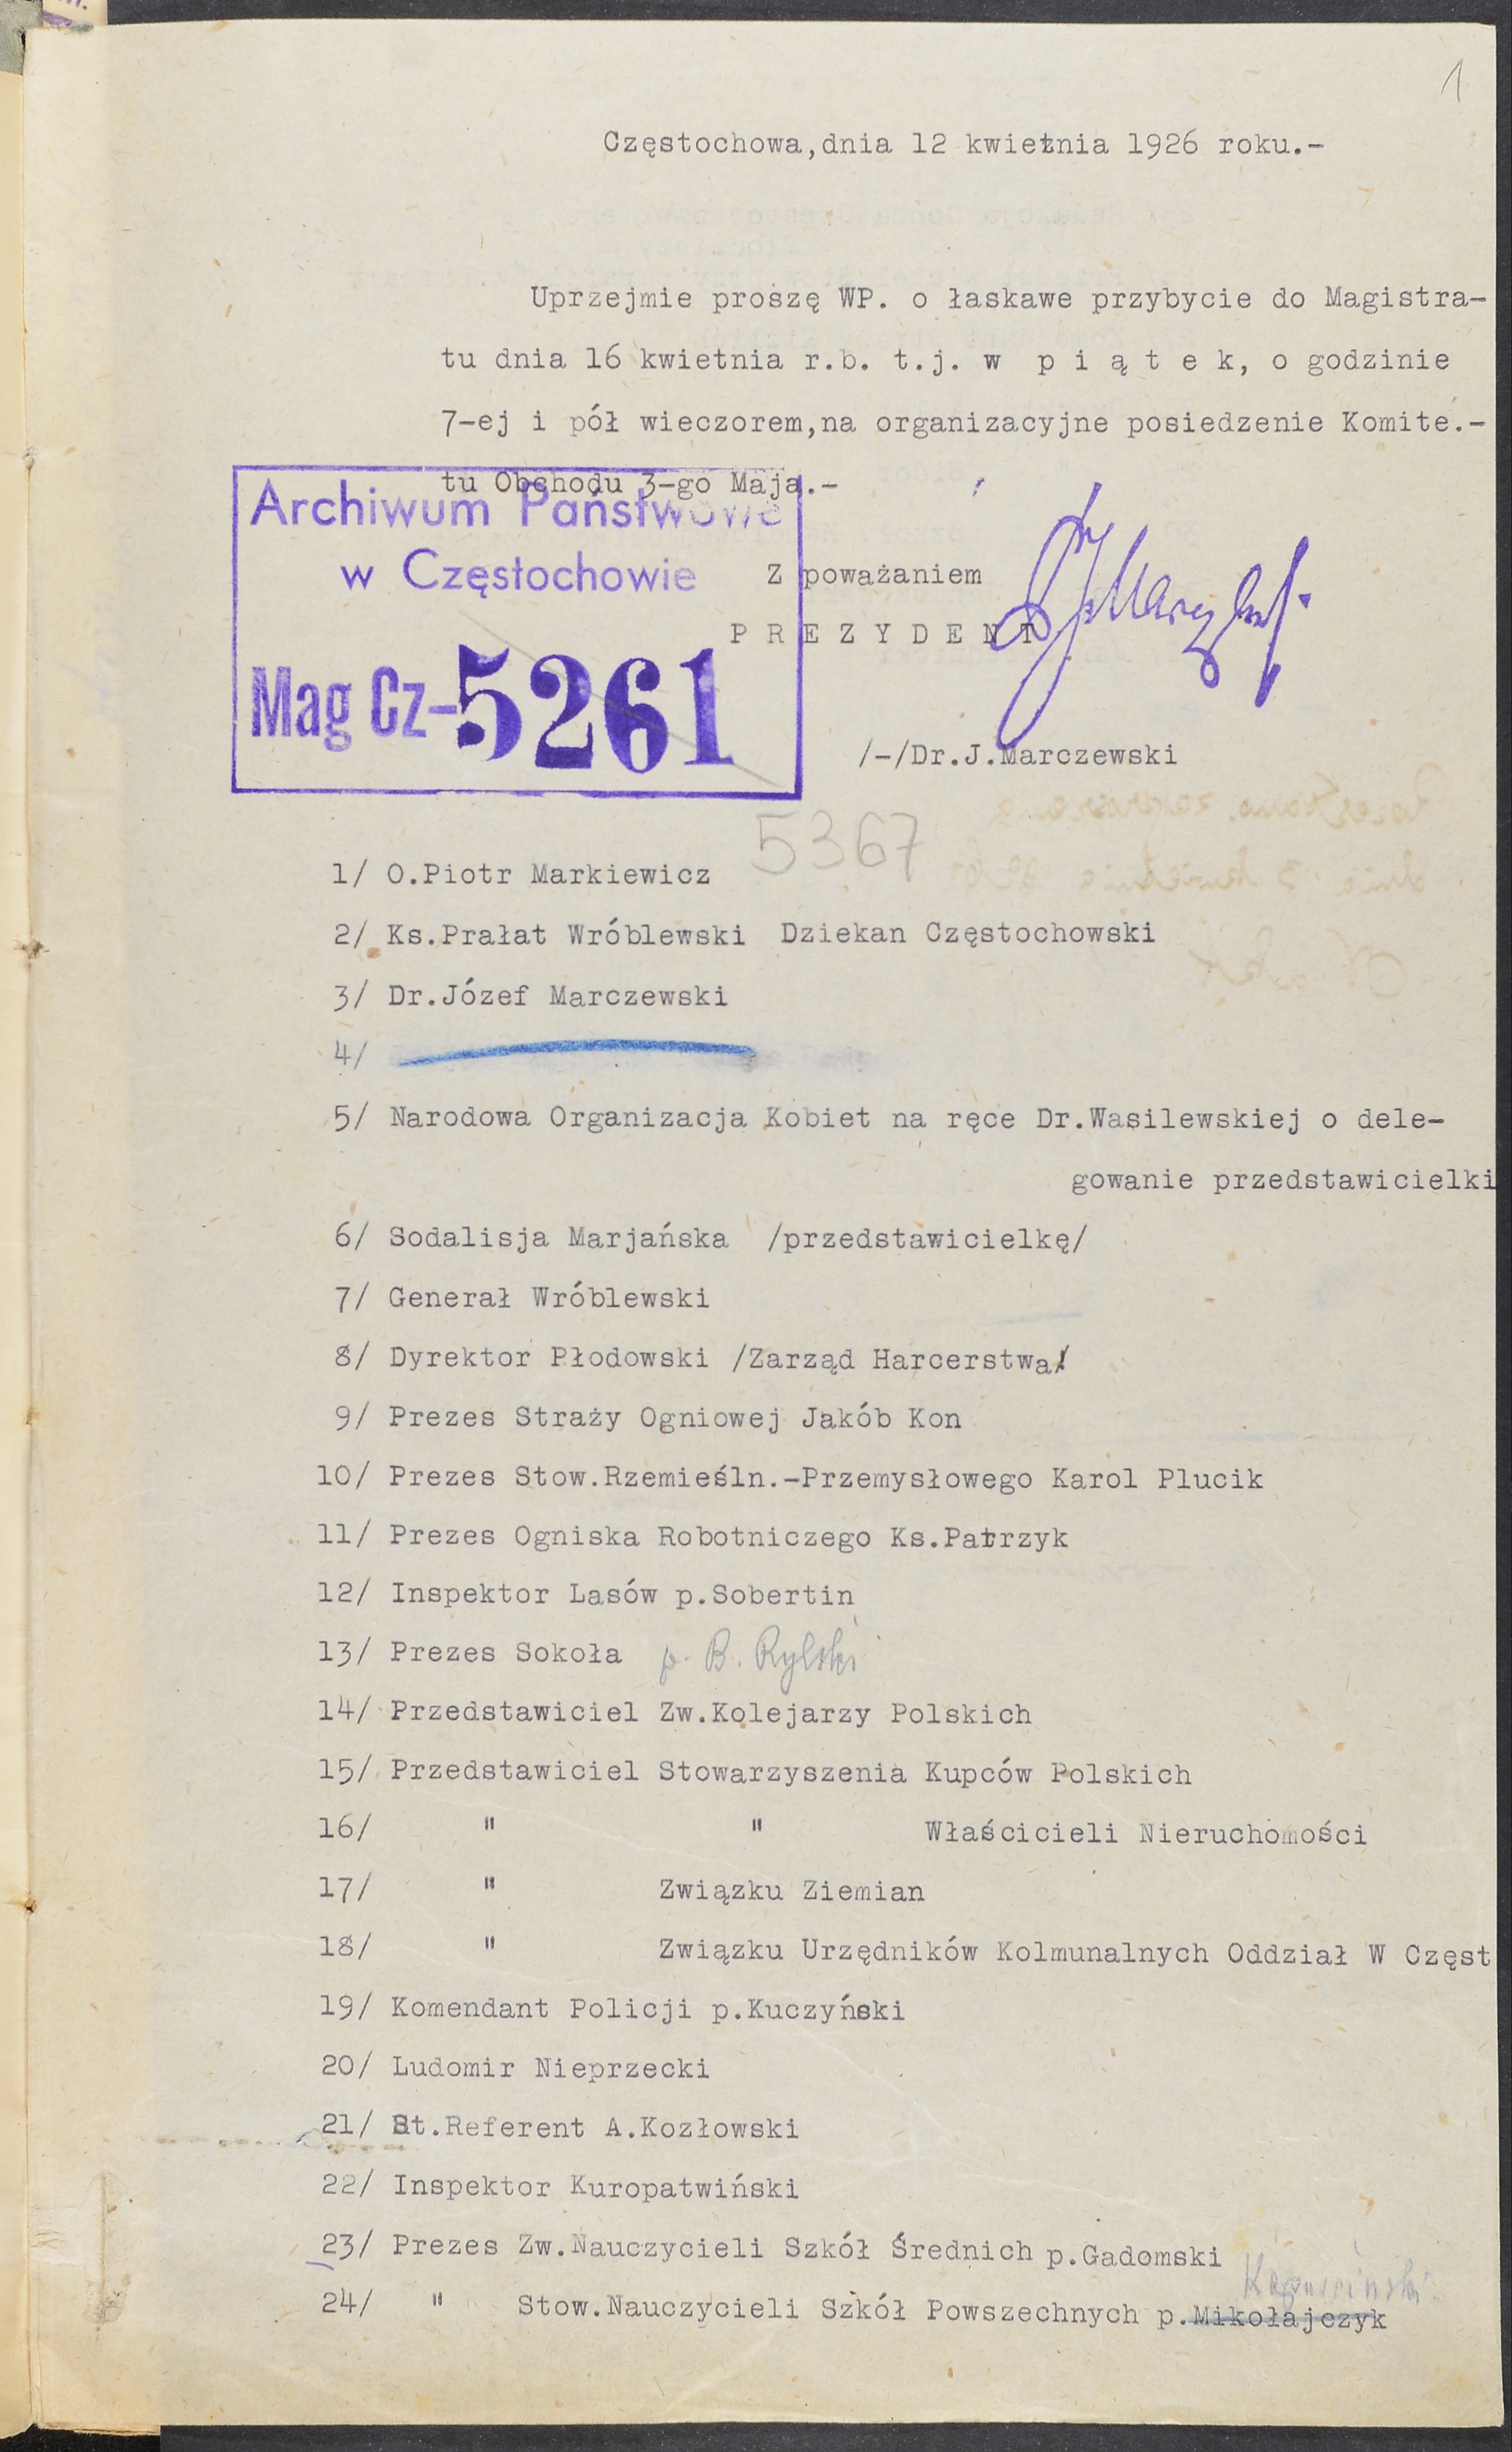 1
Częstochowa,dnia 12 kwietnia 1926 roku.-
Uprzejmie proszę WP. o łaskawe przybycie do Magistra-
tu dnia 16 kwietnia r.b. t.j. w p i ą t e k, o godzinie
7-ej i pół wieczorem,na organizacyjne posiedzenie Komite.-
tu Obchodu 3-go Maja.-
Archiwum Państwowe
w Częstochowie
Mag Cz-5261
Z poważaniem
P R E Z Y D E N T
/-/Dr.J.Marczewski
5367
1/ O.Piotr Markiewicz
2/ Ks.Prałat Wróblewski Dziekan Częstochowski
3/ Dr.Józef Marczewski
4/
5/ Narodowa Organizacja Kobiet na ręce Dr.Wasilewskiej o dele-
gowanie przedstawicielki
6/ Sodalisja Marjańska /przedstawicielkę/
7/ Generał Wróblewski
8/ Dyrektor Płodowski /Zarząd Harcerstwa/
9/ Prezes Straży Ogniowej Jakób Kon
10/ Prezes Stow.Rzemieśln.-Przemysłowego Karol Plucik
11/ Prezes Ogniska Robotniczego Ks.Patrzyk
12/ Inspektor Lasów p.Sobertin
13/ Prezes Sokoła p. B. Rylski
14/ Przedstawiciel Zw.Kolejarzy Polskich
15/ Przedstawiciel Stowarzyszenia Kupców Polskich
16/ " " Właścicieli Nieruchomości
17/ " Związku Ziemian
18/ " Związku Urzędników Kolmunalnych Oddział W Częst
19/ Komendant Policji p.Kuczyński
20/ Ludomir Nieprzecki
21/ St.Referent A.Kozłowski
22/ Inspektor Kuropatwiński
23/ Prezes Zw.Nauczycieli Szkół Średnich p.Gadomski
24/ " Stow.Nauczycieli Szkół Powszechnych p.Mikołajczyk